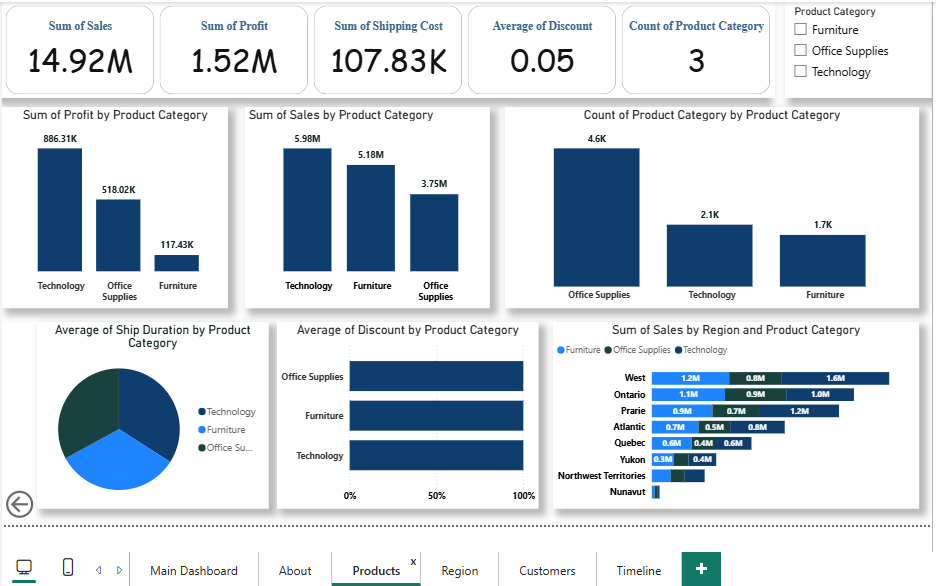 Sum of Sales
14.92M
Sum of Profit
1.52M
Sum of Shipping Cost
107.83K
Average of Discount
0.05
Count of Product Category
3
Product Category
Furniture
Office Supplies
Technology
Sum of Profit by Product Category
886.31K
518.02K
117.43K
Technology
Office
Supplies
Furniture
Sum of Sales by Product Category
5.98M
5.18M
3.75M
Technology
Furniture
Office
Supplies
Count of Product Category by Product Category
4.6K
2.1K
1.7K
Office Supplies
Technology
Furniture
Average of Ship Duration by Product
Category
Technology
Furniture
Office Su...
Average of Discount by Product Category
Office Supplies
Furniture
Technology
0% 50% 100%
Sum of Sales by Region and Product Category
Furniture Office Supplies Technology
West 1.2M 0.8M 1.6M
Ontario 1.1M 0.9M 1.0M
Prarie 0.9M 0.7M 1.2M
Atlantic 0.7M 0.5M 0.8M
Quebec 0.6M 0.4M 0.6M
Yukon 0.3M 0.4M
Northwest Territories
Nunavut
Main Dashboard About Products x Region Customers Timeline +